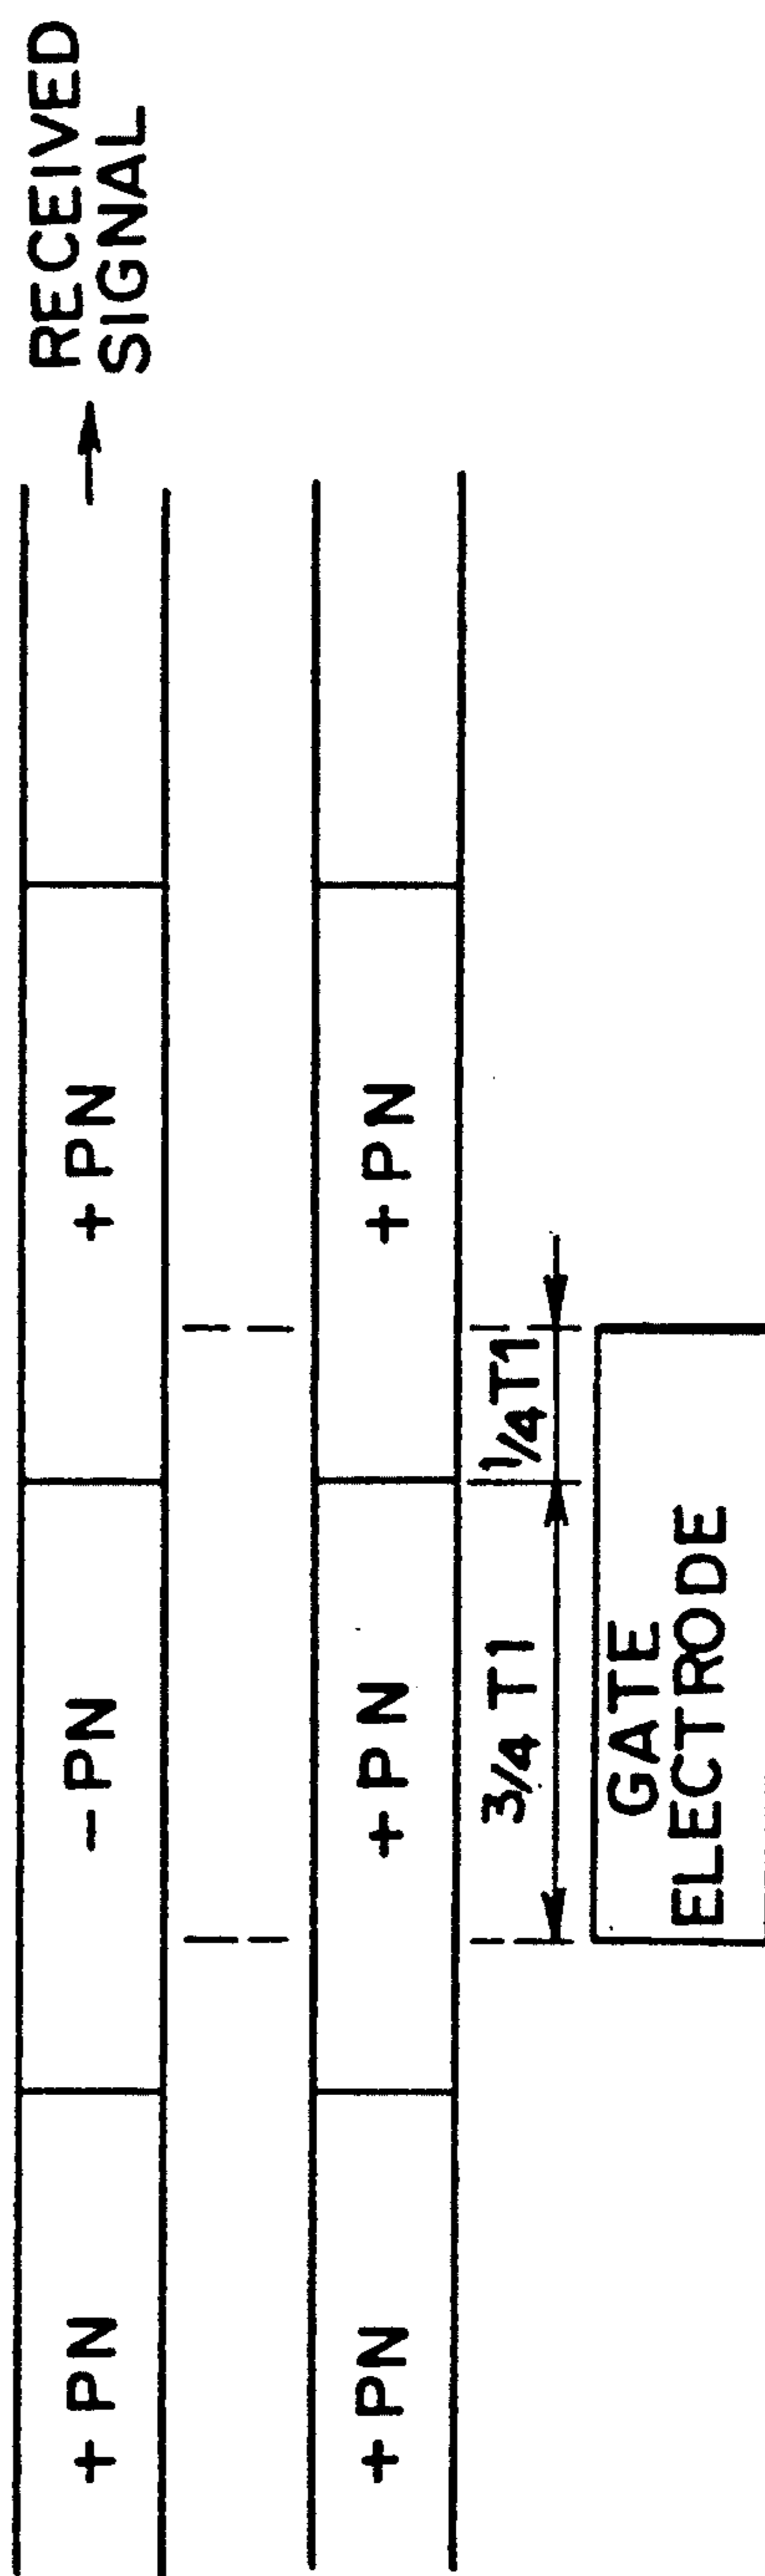 RECEIVED
SIGNAL
+ PN
- PN
+ PN
+ PN
+ PN
+ PN
3/4 T1
1/4 T1
GATE
ELECTRODE